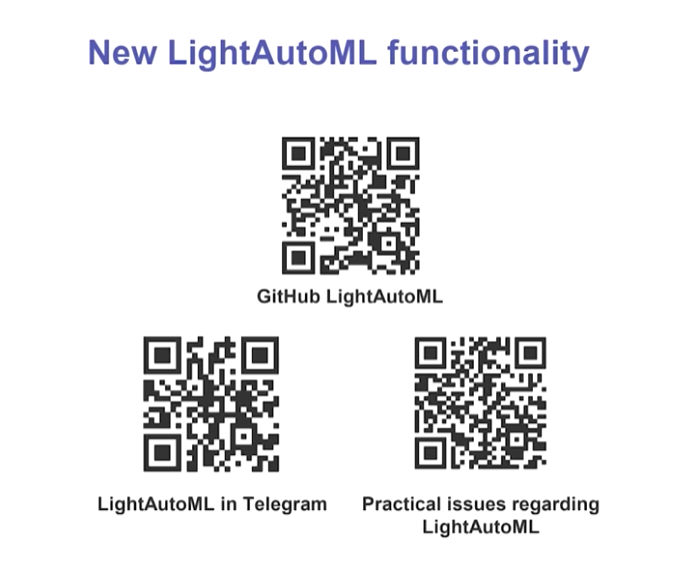 New LightAutoML functionality
GitHub LightAutoML
LightAutoML in Telegram
Practical issues regarding
LightAutoML